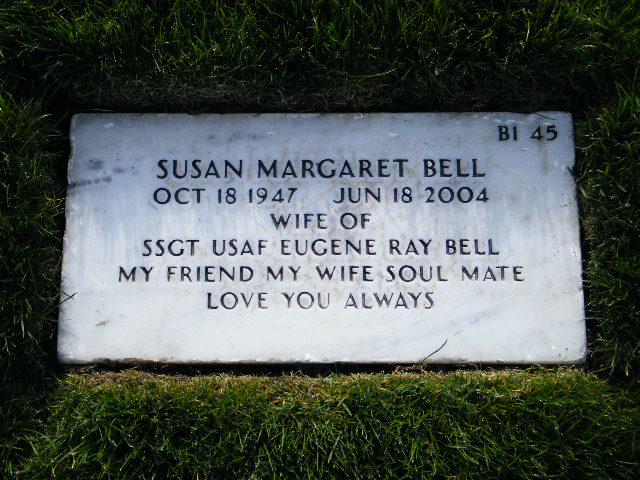 BI 45
SUSAN MARGARET BELL
OCT 18 1947 JUN 18 2004
WIFE OF
SSGT USAF EUGENE RAY BELL
MY FRIEND MY WIFE SOUL MATE
LOVE YOU ALWAYS